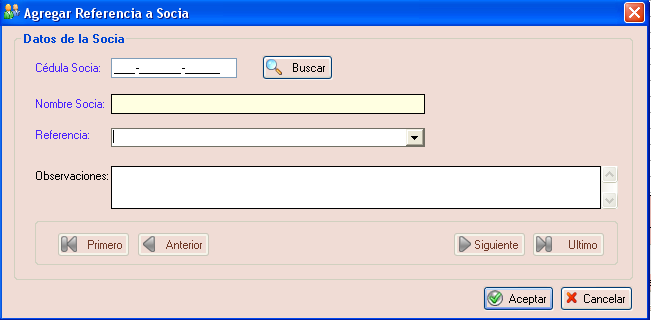 Agregar Referencia a Socia
Datos de la Socia
Cédula Socia: ___-______-_____ Buscar
Nombre Socia:
Referencia:
Observaciones:
Primero Anterior Siguiente Ultimo
Aceptar Cancelar